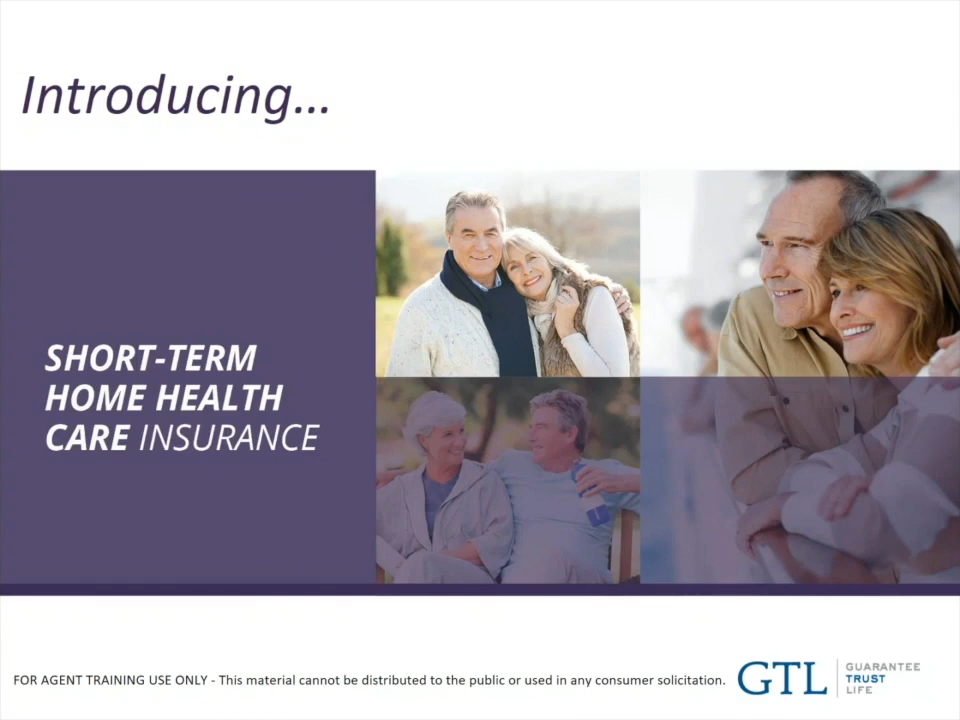 Introducing...
SHORT-TERM
HOME HEALTH
CARE INSURANCE
FOR AGENT TRAINING USE ONLY - This material cannot be distributed to the public or used in any consumer solicitation.
GTL
GUARANTEE
TRUST
LIFE